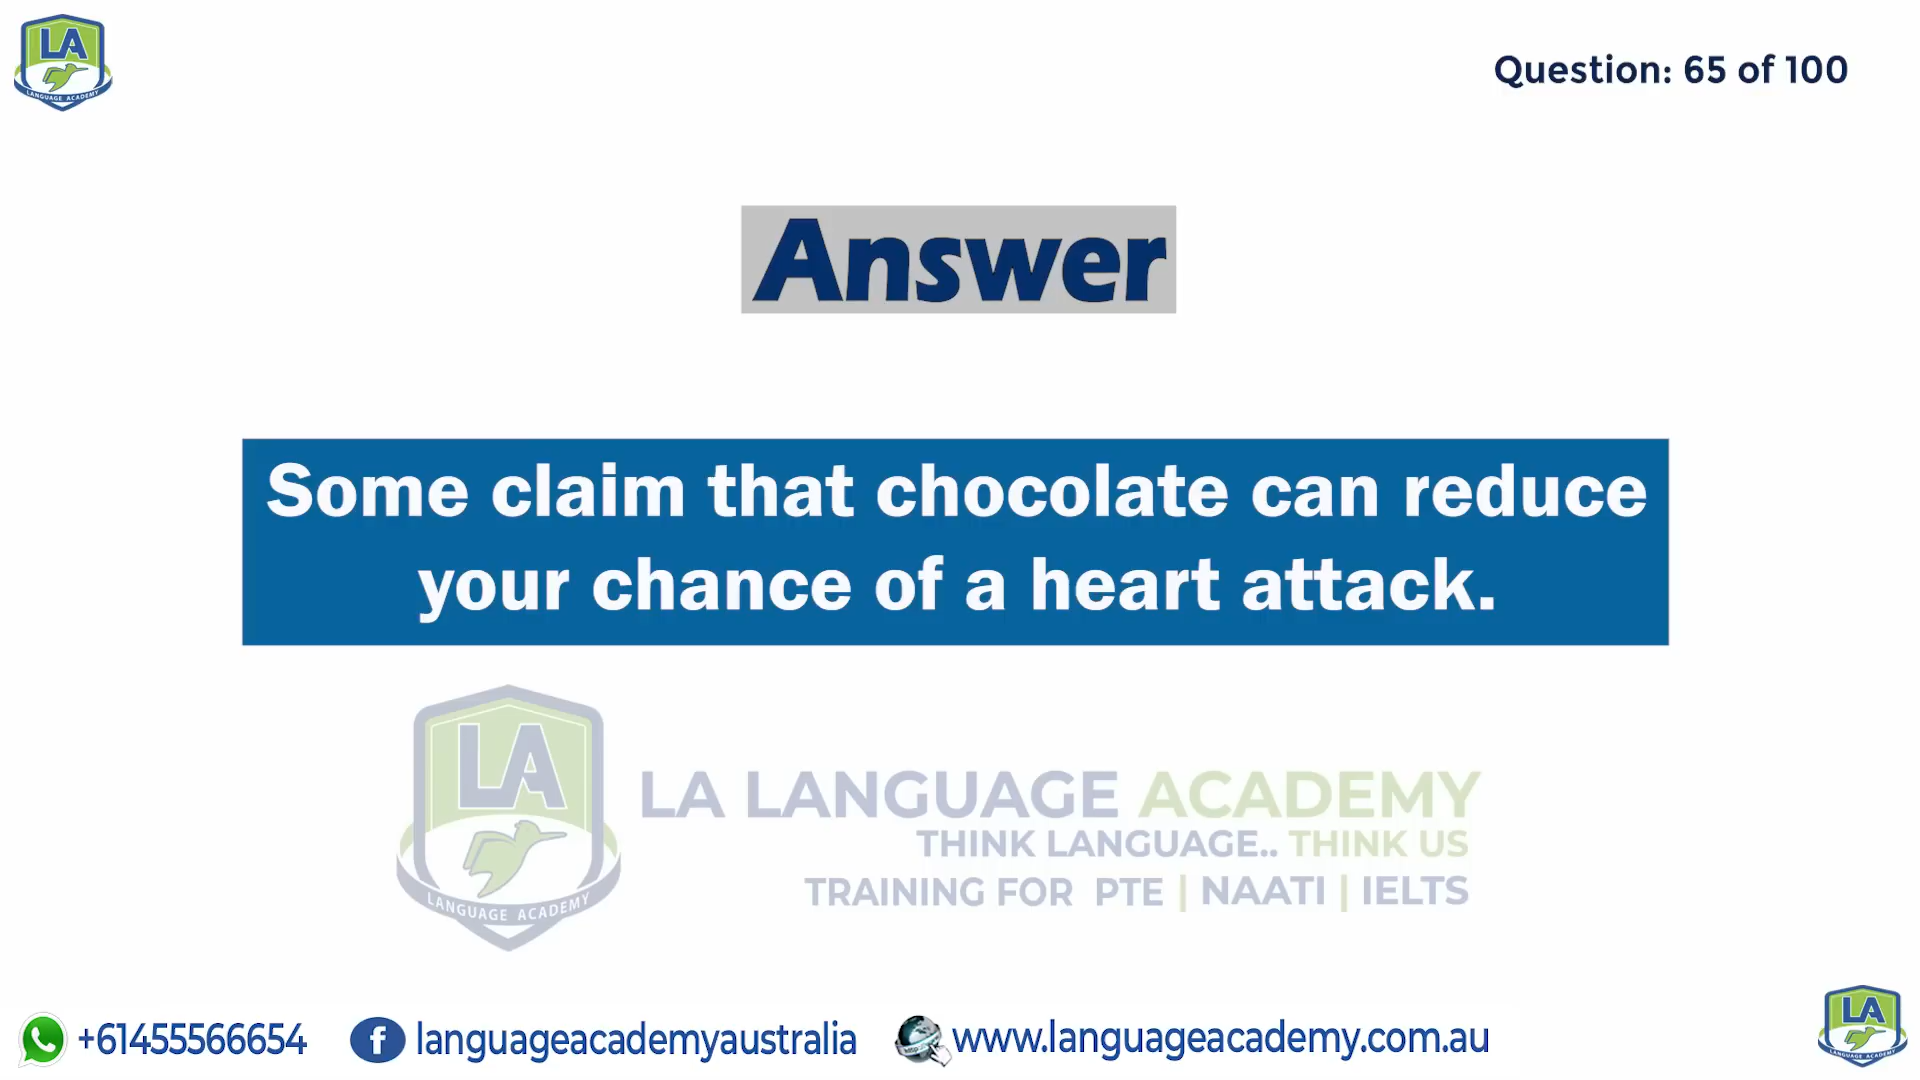 LA
LANGUAGE ACADEMY
Question: 65 of 100
Answer
Some claim that chocolate can reduce
your chance of a heart attack.
LA
LANGUAGE ACADEMY
LA LANGUAGE ACADEMY
THINK LANGUAGE.. THINK US
TRAINING FOR PTE | NAATI | IELTS
+61455566654
languageacademyaustralia
www.languageacademy.com.au
LA
LANGUAGE ACADEMY